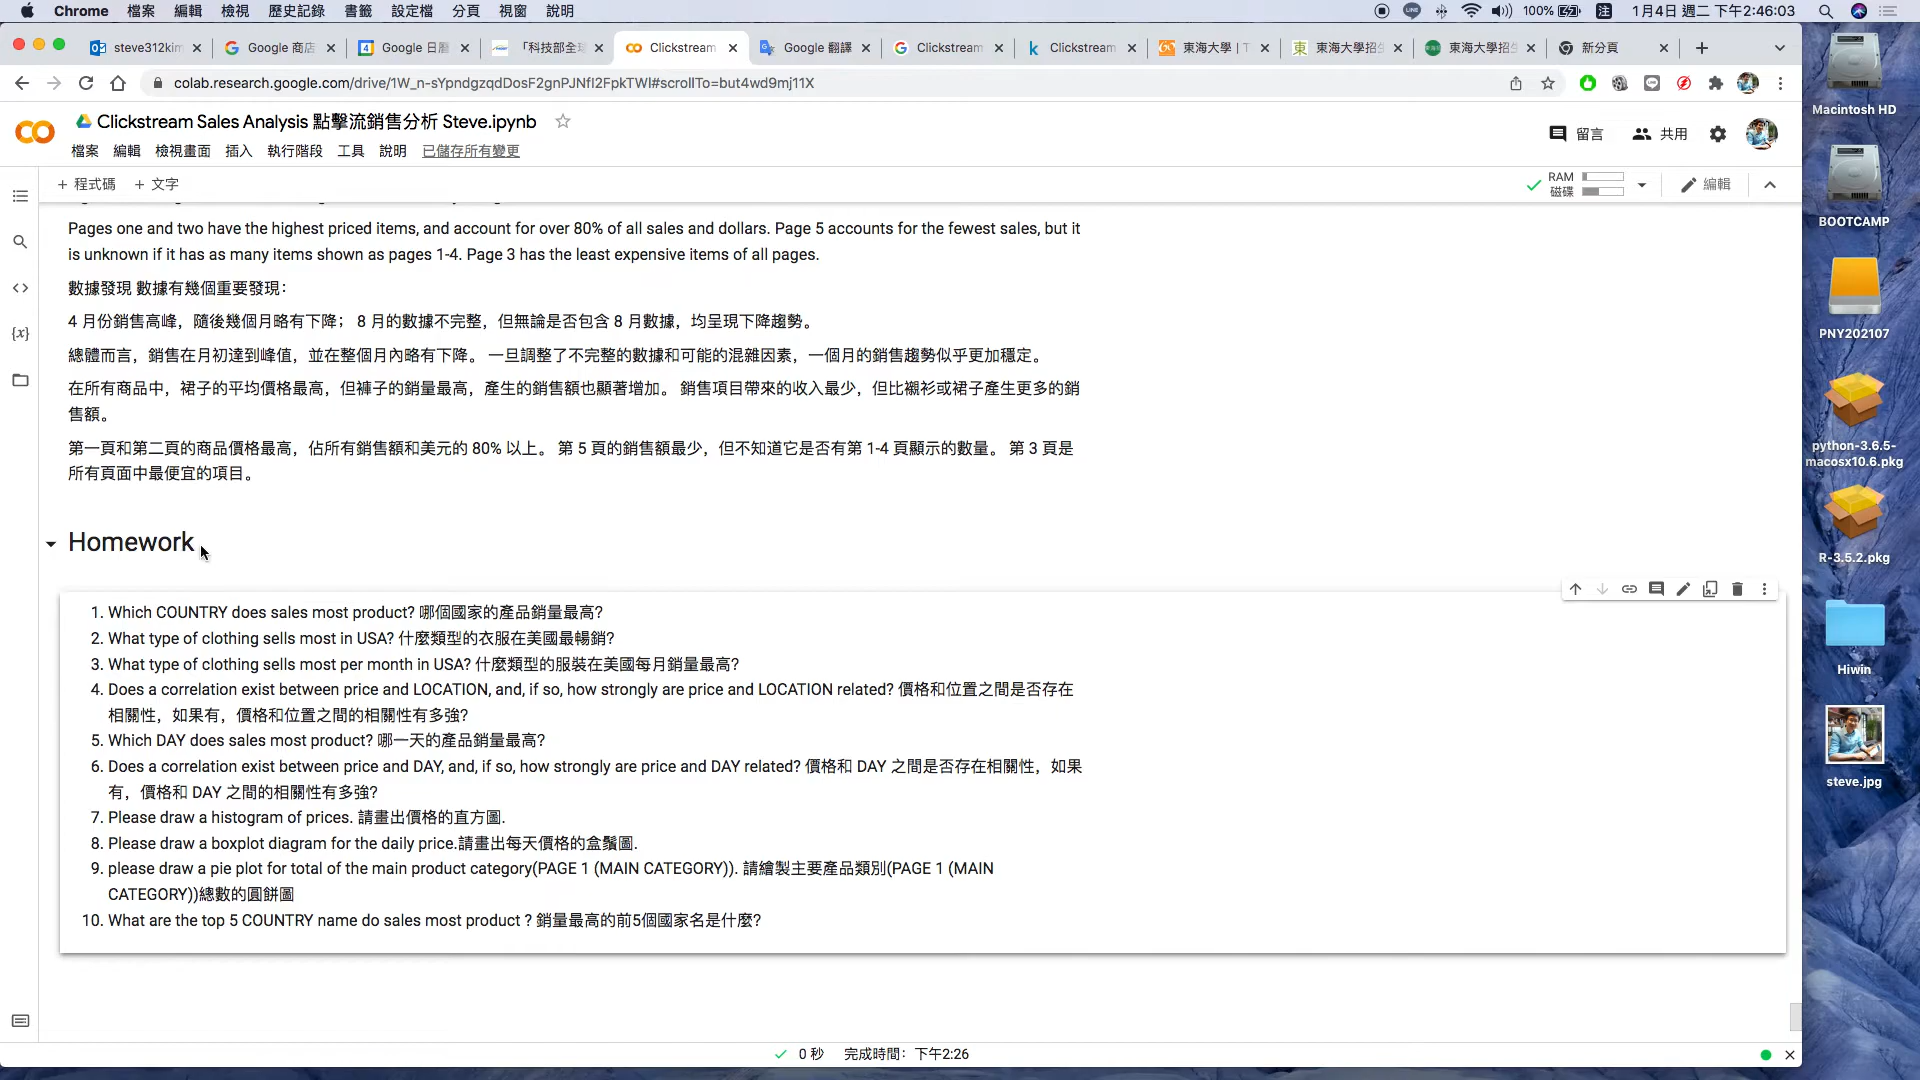 Chrome 檔案 編輯 檢視 歷史記錄 書籤 設定檔 分頁 視窗 說明 100% 注 1月4日 週二 下午2:46:03
steve312kim Google 商店 Google 日曆 「科技部全球 Clickstream Google 翻譯 Clickstream Clickstream 東海大學 | T 東海大學招生 東海大學招生 新分頁
colab.research.google.com/drive/1W_n-sYpndgzqdDosF2gnPJNfI2FpkTWl#scrollTo=but4wd9mj11X
Clickstream Sales Analysis 點擊流銷售分析 Steve.ipynb
留言 共用
檔案 編輯 檢視畫面 插入 執行階段 工具 說明 已儲存所有變更
+ 程式碼 + 文字 RAM 磁碟 編輯
Pages one and two have the highest priced items, and account for over 80% of all sales and dollars. Page 5 accounts for the fewest sales, but it
is unknown if it has as many items shown as pages 1-4. Page 3 has the least expensive items of all pages.
數據發現 數據有幾個重要發現：
4 月份銷售高峰，隨後幾個月略有下降； 8 月的數據不完整，但無論是否包含 8 月數據，均呈現下降趨勢。
總體而言，銷售在月初達到峰值，並在整個月內略有下降。 一旦調整了不完整的數據和可能的混雜因素，一個月的銷售趨勢似乎更加穩定。
在所有商品中，裙子的平均價格最高，但褲子的銷量最高，產生的銷售額也顯著增加。 銷售項目帶來的收入最少，但比襯衫或裙子產生更多的銷
售額。
第一頁和第二頁的商品價格最高，佔所有銷售額和美元的 80% 以上。 第 5 頁的銷售額最少，但不知道它是否有第 1-4 頁顯示的數量。 第 3 頁是
所有頁面中最便宜的項目。
Homework
1. Which COUNTRY does sales most product? 哪個國家的產品銷量最高?
2. What type of clothing sells most in USA? 什麼類型的衣服在美國最暢銷?
3. What type of clothing sells most per month in USA? 什麼類型的服裝在美國每月銷量最高?
4. Does a correlation exist between price and LOCATION, and, if so, how strongly are price and LOCATION related? 價格和位置之間是否存在
相關性，如果有，價格和位置之間的相關性有多強?
5. Which DAY does sales most product? 哪一天的產品銷量最高?
6. Does a correlation exist between price and DAY, and, if so, how strongly are price and DAY related? 價格和 DAY 之間是否存在相關性，如果
有，價格和 DAY 之間的相關性有多強?
7. Please draw a histogram of prices. 請畫出價格的直方圖.
8. Please draw a boxplot diagram for the daily price.請畫出每天價格的盒鬚圖.
9. please draw a pie plot for total of the main product category(PAGE 1 (MAIN CATEGORY)). 請繪製主要產品類別(PAGE 1 (MAIN
CATEGORY))總數的圓餅圖
10. What are the top 5 COUNTRY name do sales most product ? 銷量最高的前5個國家名是什麼?
0 秒 完成時間：下午2:26
Macintosh HD
BOOTCAMP
PNY202107
python-3.6.5-
macosx10.6.pkg
R-3.5.2.pkg
Hiwin
steve.jpg